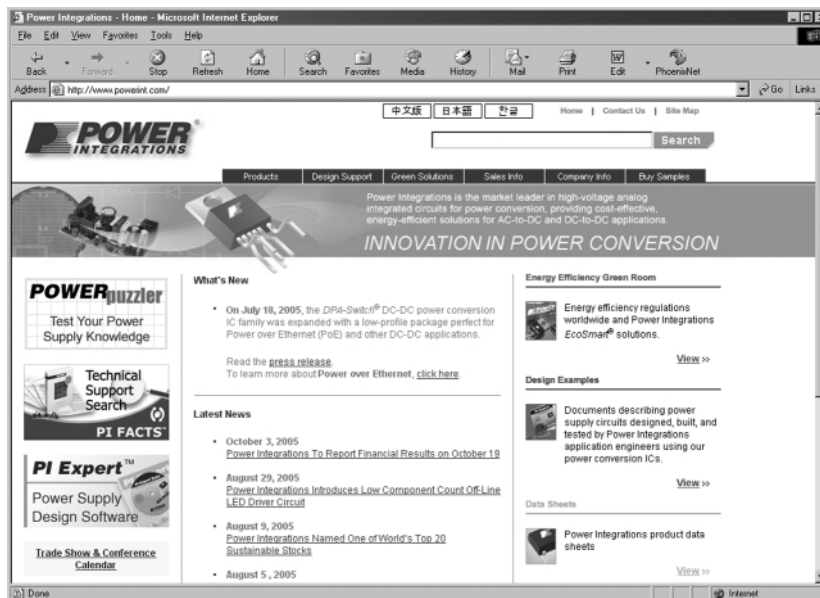 Power Integrations - Home - Microsoft Internet Explorer
File Edit View Favorites Tools Help
Back Forward Stop Refresh Home Search Favorites Media History Mail Print Edit PhoenixNet
Address http://www.powerint.com/ Go Links
中文版 日本語 한글 Home | Contact Us | Site Map
POWER INTEGRATIONS®
Search
Products Design Support Green Solutions Sales Info Company Info Buy Samples
Power Integrations is the market leader in high-voltage analog
integrated circuits for power conversion, providing cost-effective,
energy-efficient solutions for AC-to-DC and DC-to-DC applications.
INNOVATION IN POWER CONVERSION
POWERpuzzler
Test Your Power
Supply Knowledge
Technical
Support
Search
PI FACTS™
PI Expert™
Power Supply
Design Software
Trade Show & Conference
Calendar
What's New
• On July 18, 2005, the DPA-Switch® DC-DC power conversion
IC family was expanded with a low-profile package perfect for
Power over Ethernet (PoE) and other DC-DC applications.
Read the press release.
To learn more about Power over Ethernet, click here.
Latest News
• October 3, 2005
Power Integrations To Report Financial Results on October 19
• August 29, 2005
Power Integrations Introduces Low Component Count Off-Line
LED Driver Circuit
• August 9, 2005
Power Integrations Named One of World's Top 20
Sustainable Stocks
• August 5, 2005
Energy Efficiency Green Room
Energy efficiency regulations
worldwide and Power Integrations
EcoSmart® solutions.
View >>
Design Examples
Documents describing power
supply circuits designed, built, and
tested by Power Integrations
application engineers using our
power conversion ICs.
View >>
Data Sheets
Power Integrations product data
sheets
View >>
Done Internet